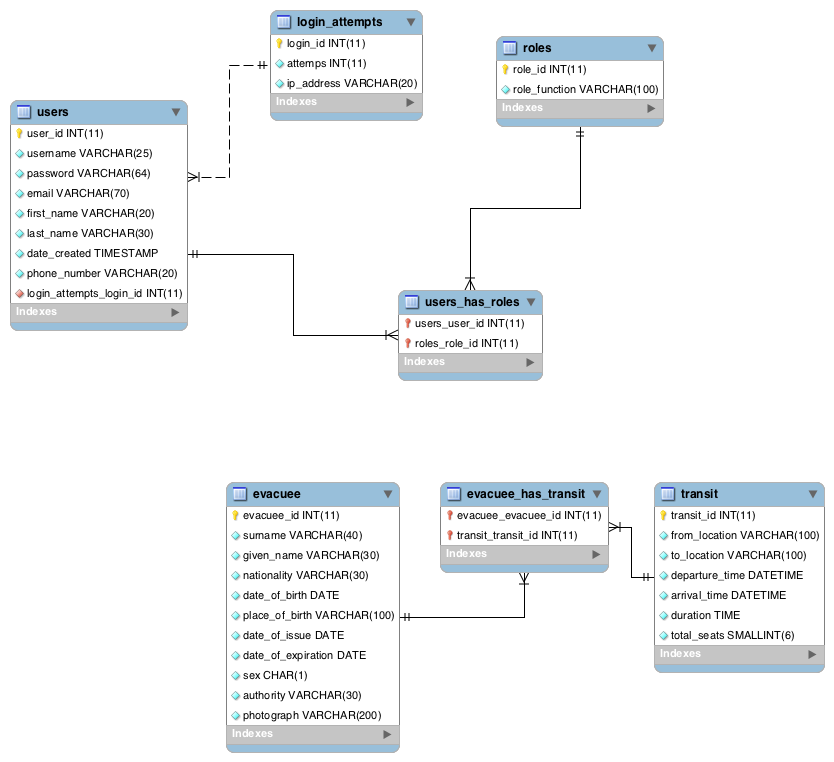 login_attempts
login_id INT(11)
attemps INT(11)
ip_address VARCHAR(20)
Indexes
roles
role_id INT(11)
role_function VARCHAR(100)
Indexes
users
user_id INT(11)
username VARCHAR(25)
password VARCHAR(64)
email VARCHAR(70)
first_name VARCHAR(20)
last_name VARCHAR(30)
date_created TIMESTAMP
phone_number VARCHAR(20)
login_attempts_login_id INT(11)
Indexes
users_has_roles
users_user_id INT(11)
roles_role_id INT(11)
Indexes
evacuee
evacuee_id INT(11)
surname VARCHAR(40)
given_name VARCHAR(30)
nationality VARCHAR(30)
date_of_birth DATE
place_of_birth VARCHAR(100)
date_of_issue DATE
date_of_expiration DATE
sex CHAR(1)
authority VARCHAR(30)
photograph VARCHAR(200)
Indexes
evacuee_has_transit
evacuee_evacuee_id INT(11)
transit_transit_id INT(11)
Indexes
transit
transit_id INT(11)
from_location VARCHAR(100)
to_location VARCHAR(100)
departure_time DATETIME
arrival_time DATETIME
duration TIME
total_seats SMALLINT(6)
Indexes